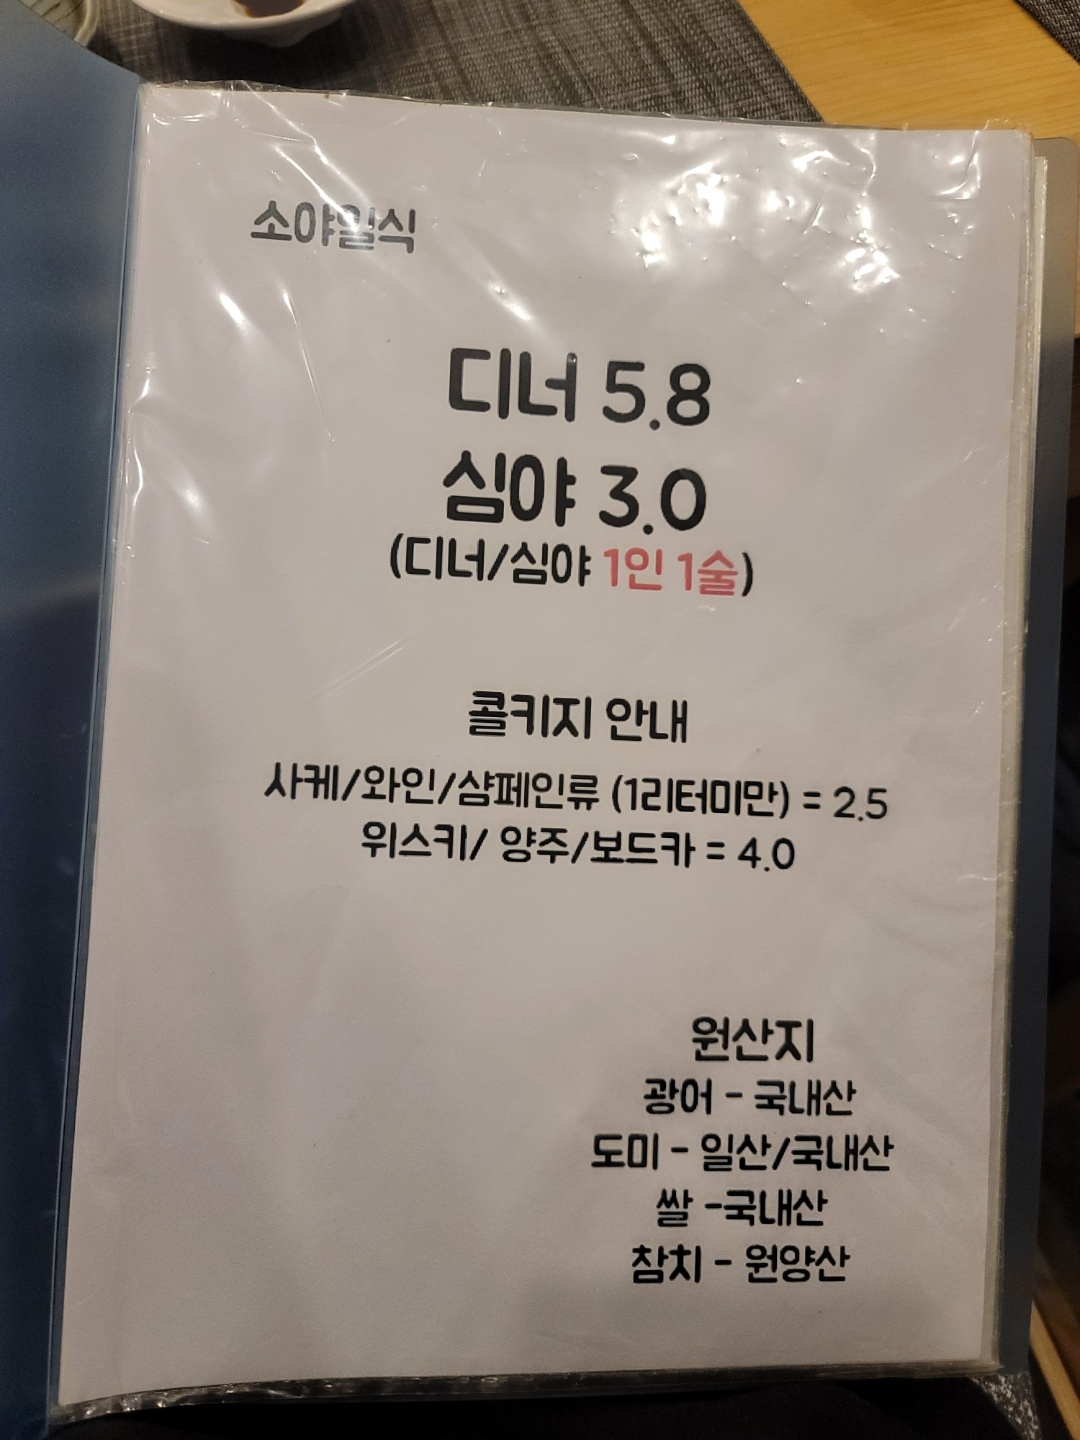 소야일식
디너 5.8
심야 3.0
(디너/심야 1인 1술)
콜키지 안내
사케/와인/샴페인류 (1리터미만) = 2.5
위스키/ 양주/보드카 = 4.0
원산지
광어 - 국내산
도미 - 일산/국내산
쌀 -국내산
참치 - 원양산